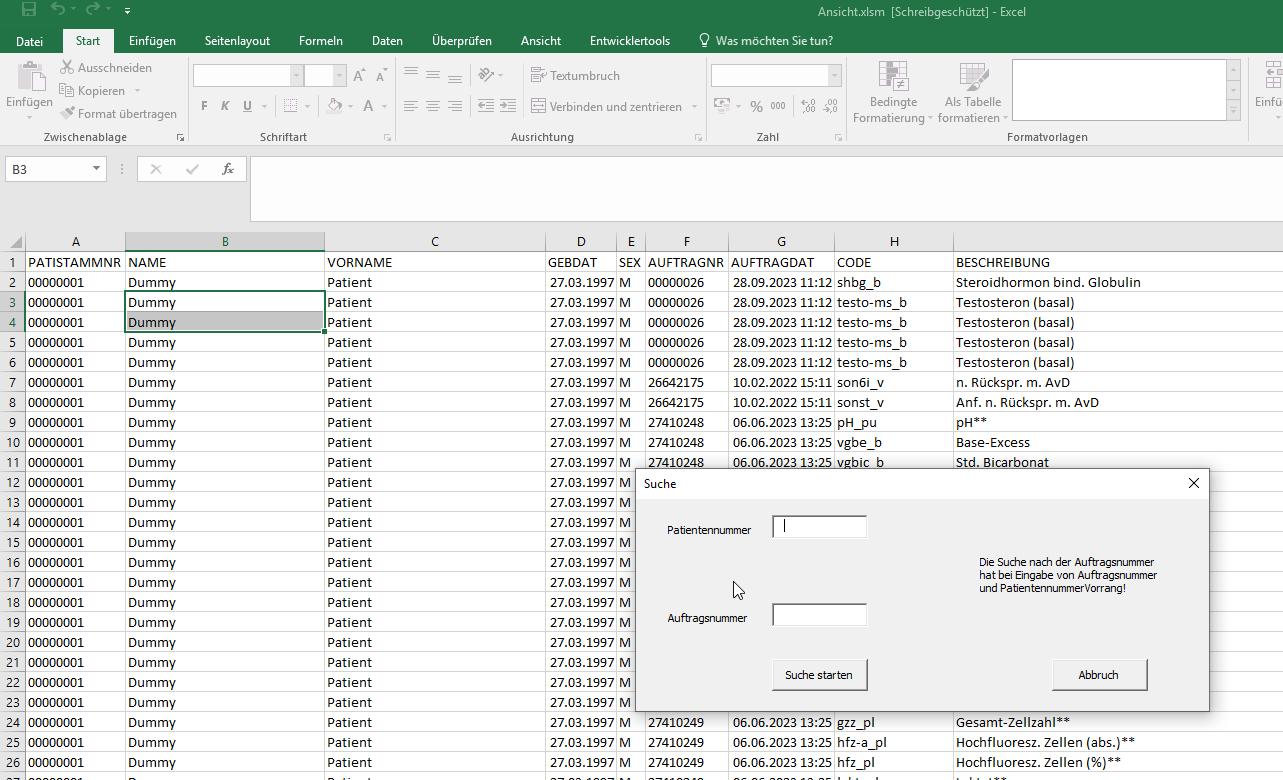 Ansicht.xlsm [Schreibgeschützt] - Excel
Datei Start Einfügen Seitenlayout Formeln Daten Überprüfen Ansicht Entwicklertools Was möchten Sie tun?
Einfügen
Ausschneiden
Kopieren
Format übertragen
Zwischenablage
F K U
Schriftart
Textumbruch
Verbinden und zentrieren
Ausrichtung
% 000
Zahl
Bedingte
Formatierung
Als Tabelle
formatieren
Formatvorlagen
B3 fx
A B C D E F G H
1 PATISTAMMNR NAME VORNAME GEBDAT SEX AUFTRAGNR AUFTRAGDAT CODE BESCHREIBUNG
2 00000001 Dummy Patient 27.03.1997 M 00000026 28.09.2023 11:12 shbg_b Steroidhormon bind. Globulin
3 00000001 Dummy Patient 27.03.1997 M 00000026 28.09.2023 11:12 testo-ms_b Testosteron (basal)
4 00000001 Dummy Patient 27.03.1997 M 00000026 28.09.2023 11:12 testo-ms_b Testosteron (basal)
5 00000001 Dummy Patient 27.03.1997 M 00000026 28.09.2023 11:12 testo-ms_b Testosteron (basal)
6 00000001 Dummy Patient 27.03.1997 M 00000026 28.09.2023 11:12 testo-ms_b Testosteron (basal)
7 00000001 Dummy Patient 27.03.1997 M 26642175 10.02.2022 15:11 son6i_v n. Rückspr. m. AvD
8 00000001 Dummy Patient 27.03.1997 M 26642175 10.02.2022 15:11 sonst_v Anf. n. Rückspr. m. AvD
9 00000001 Dummy Patient 27.03.1997 M 27410248 06.06.2023 13:25 pH_pu pH**
10 00000001 Dummy Patient 27.03.1997 M 27410248 06.06.2023 13:25 vgbe_b Base-Excess
11 00000001 Dummy Patient 27.03.1997 M 27410248 06.06.2023 13:25 vgbic_b Std. Bicarbonat
12 00000001 Dummy Patient 27.03.1997 M
13 00000001 Dummy Patient 27.03.1997 M
14 00000001 Dummy Patient 27.03.1997 M
15 00000001 Dummy Patient 27.03.1997 M
16 00000001 Dummy Patient 27.03.1997 M
17 00000001 Dummy Patient 27.03.1997 M
18 00000001 Dummy Patient 27.03.1997 M
19 00000001 Dummy Patient 27.03.1997 M
20 00000001 Dummy Patient 27.03.1997 M
21 00000001 Dummy Patient 27.03.1997 M
22 00000001 Dummy Patient 27.03.1997 M
23 00000001 Dummy Patient 27.03.1997 M
24 00000001 Dummy Patient 27.03.1997 M 27410249 06.06.2023 13:25 gzz_pl Gesamt-Zellzahl**
25 00000001 Dummy Patient 27.03.1997 M 27410249 06.06.2023 13:25 hfz-a_pl Hochfluoresz. Zellen (abs.)**
26 00000001 Dummy Patient 27.03.1997 M 27410249 06.06.2023 13:25 hfz_pl Hochfluoresz. Zellen (%)**
Suche
Patientennummer
Die Suche nach der Auftragsnummer
hat bei Eingabe von Auftragsnummer
und PatientennummerVorrang!
Auftragsnummer
Suche starten
Abbruch